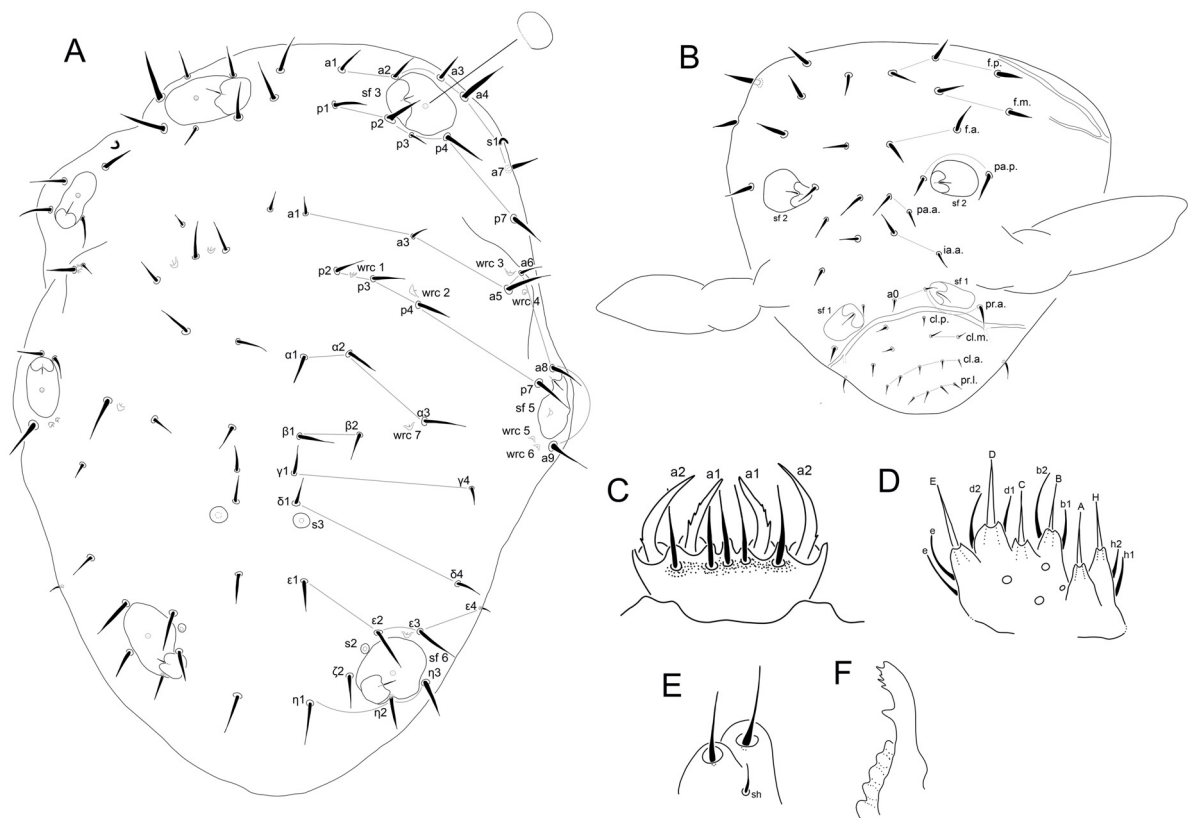 A
a1 a2 a3
sf 3 a4
p1 p2
p3 p4 s1
a7
a1 p7
a3
p2 wrc 1 wrc 3 a6
p3 wrc 2 a5
p4 wrc 4
α1 α2 a8
p7
α3 sf 5
β1 β2 wrc 7 wrc 5
wrc 6 a9
γ1 γ4
δ1
s3
ε1 δ4
ε4
ε2 ε3
s2 sf 6
ζ2 η3
η1 η2
B
f.p.
f.m.
f.a.
pa.p.
sf 2 sf 2
pa.a.
ia.a.
a0 sf 1
sf 1 pr.a.
cl.p.
cl.m.
cl.a.
pr.l.
C
a2 a1 a1 a2
D
D
E d2 d1 C b2 B
b1 A H
e
e h2 h1
E
sh
F